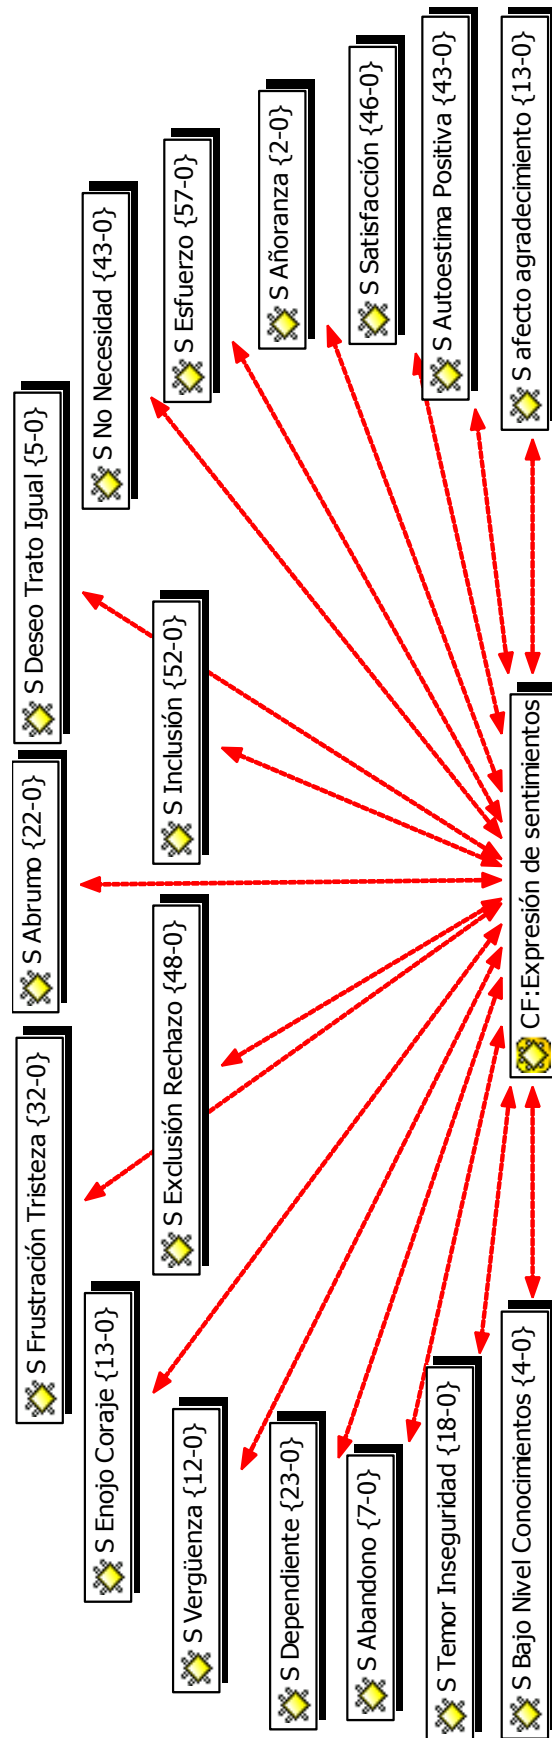 S Bajo Nivel Conocimientos {4-0}
S Temor Inseguridad {18-0}
S Abandono {7-0}
S Dependiente {23-0}
S Vergüenza {12-0}
S Enojo Coraje {13-0}
S Frustración Tristeza {32-0}
S Exclusión Rechazo {48-0}
S Abrumo {22-0}
S Inclusión {52-0}
S Deseo Trato Igual {5-0}
S No Necesidad {43-0}
S Esfuerzo {57-0}
S Añoranza {2-0}
S Satisfacción {46-0}
S Autoestima Positiva {43-0}
S afecto agradecimiento {13-0}
CF:Expresión de sentimientos